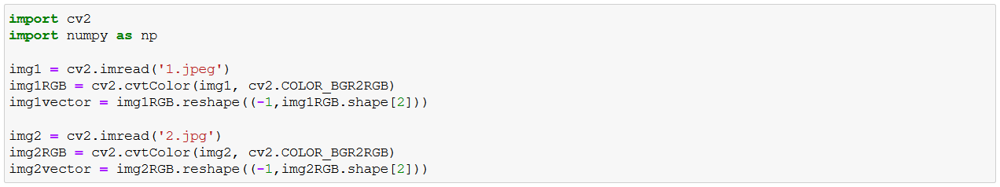 import cv2
import numpy as np
img1 = cv2.imread('1.jpeg')
img1RGB = cv2.cvtColor(img1, cv2.COLOR_BGR2RGB)
img1vector = img1RGB.reshape((-1,img1RGB.shape[2]))
img2 = cv2.imread('2.jpg')
img2RGB = cv2.cvtColor(img2, cv2.COLOR_BGR2RGB)
img2vector = img2RGB.reshape((-1,img2RGB.shape[2]))